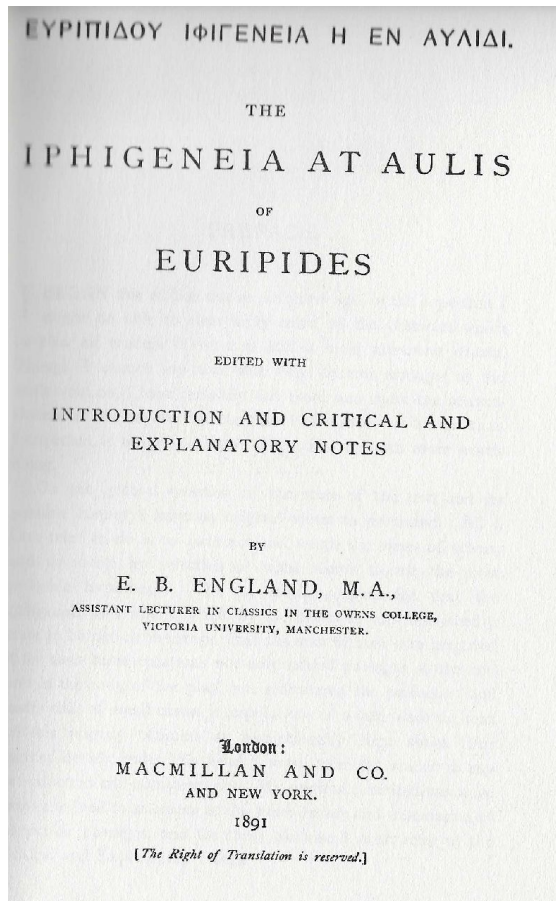 ΕΥΡΙΠΙΔΟΥ ΙΦΙΓΕΝΕΙΑ Η ΕΝ ΑΥΛΙΔΙ.
THE
IPHIGENEIA AT AULIS
OF
EURIPIDES
EDITED WITH
INTRODUCTION AND CRITICAL AND
EXPLANATORY NOTES
BY
E. B. ENGLAND, M.A.,
ASSISTANT LECTURER IN CLASSICS IN THE OWENS COLLEGE,
VICTORIA UNIVERSITY, MANCHESTER.
London:
MACMILLAN AND CO.
AND NEW YORK.
1891
[The Right of Translation is reserved.]